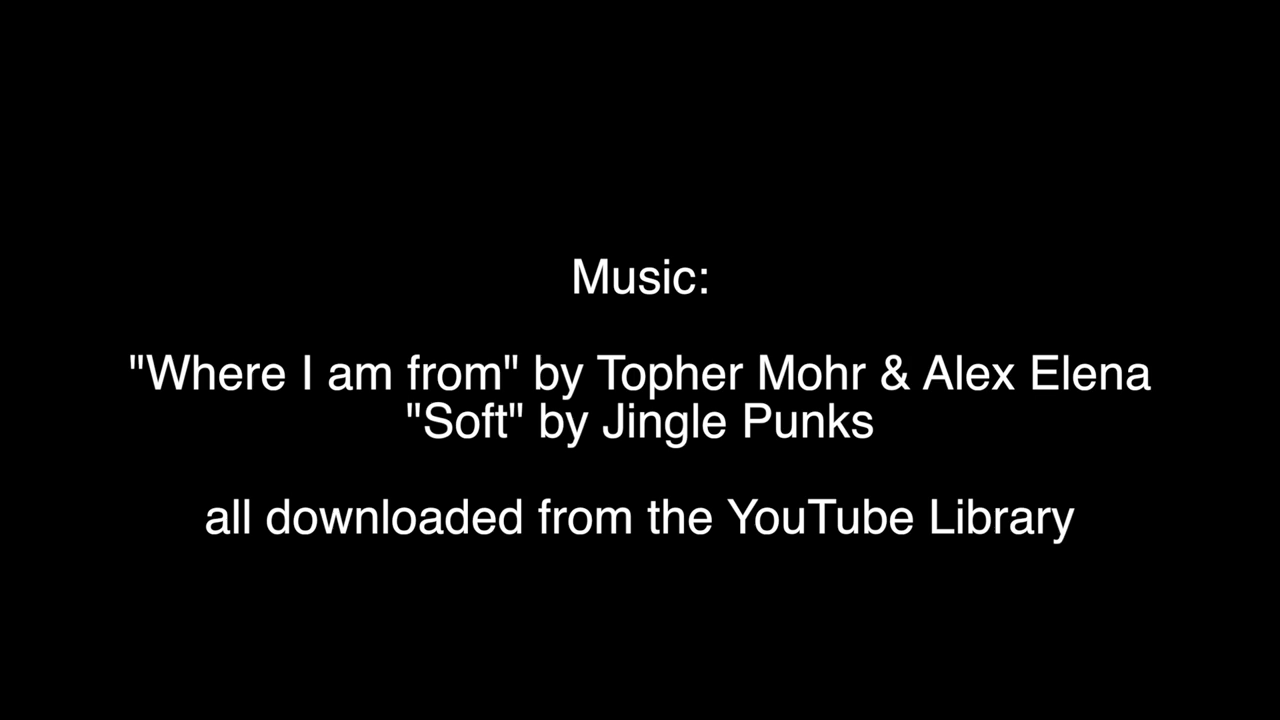 Music:
"Where I am from" by Topher Mohr & Alex Elena
"Soft" by Jingle Punks
all downloaded from the YouTube Library